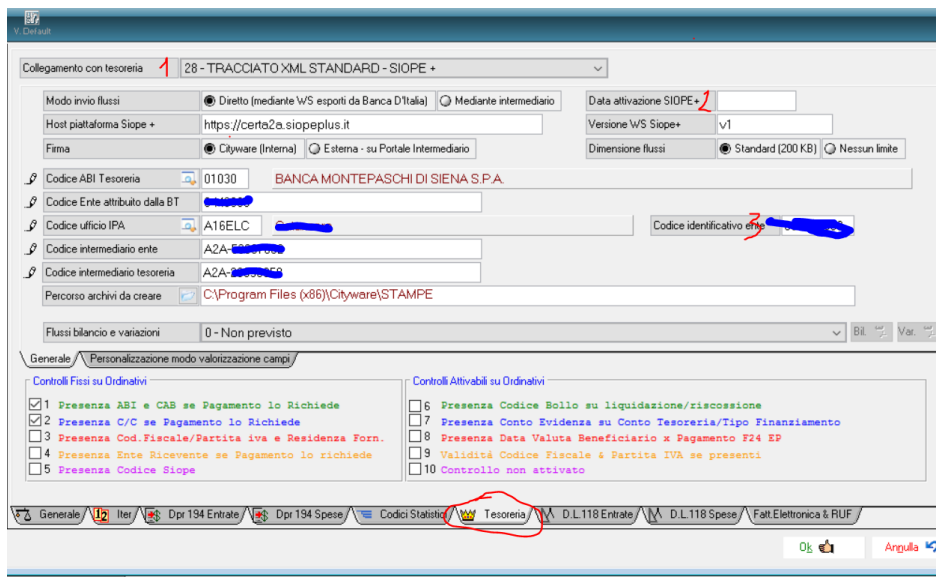 V. Default
Collegamento con tesoreria 1 28 - TRACCIATO XML STANDARD - SIOPE +
Modo invio flussi Diretto (mediante WS esporti da Banca D'Italia) Mediante intermediario Data attivazione SIOPE+ 2
Host piattaforma Siope + https://certa2a.siopeplus.it Versione WS Siope+ v1
Firma Cityware (Interna) Esterna - su Portale Intermediario Dimensione flussi Standard (200 KB) Nessun limite
Codice ABI Tesoreria 01030 BANCA MONTEPASCHI DI SIENA S.P.A.
Codice Ente attribuito dalla BT
Codice ufficio IPA A16ELC Codice identificativo ente 3
Codice intermediario ente A2A-
Codice intermediario tesoreria A2A-
Percorso archivi da creare C:\Program Files (x86)\Cityware\STAMPE
Flussi bilancio e variazioni 0 - Non previsto Bil. Var.
Generale Personalizzazione modo valorizzazione campi
Controlli Fissi su Ordinativi Controlli Attivabili su Ordinativi
1 Presenza ABI e CAB se Pagamento lo Richiede 6 Presenza Codice Bollo su liquidazione/riscossione
2 Presenza C/C se Pagamento lo Richiede 7 Presenza Conto Evidenza su Conto Tesoreria/Tipo Finanziamento
3 Presenza Cod.Fiscale/Partita iva e Residenza Forn. 8 Presenza Data Valuta Beneficiario x Pagamento F24 EP
4 Presenza Ente Ricevente se Pagamento lo richiede 9 Validitá Codice Fiscale & Partita IVA se presenti
5 Presenza Codice Siope 10 Controllo non attivato
Generale 12 Iter Dpr 194 Entrate Dpr 194 Spese Codici Statistici Tesoreria D.L.118 Entrate D.L.118 Spese Fatt.Elettronica & RUF
Ok Annulla